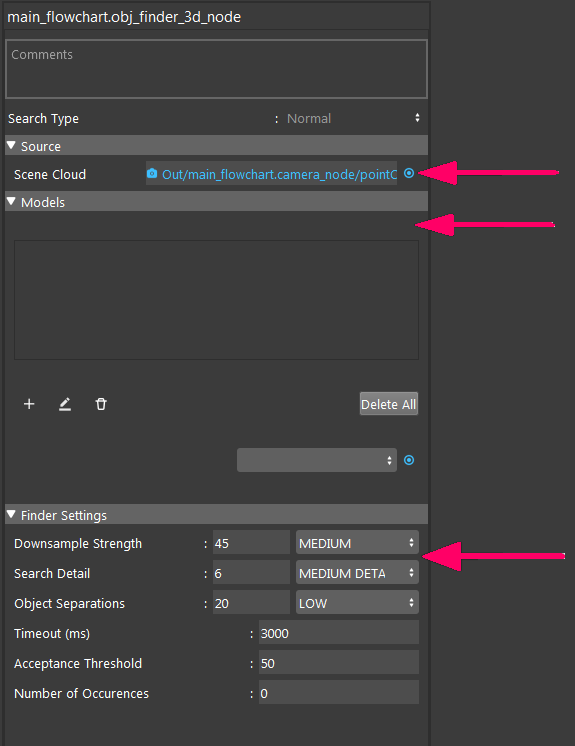 main_flowchart.obj_finder_3d_node
Comments
Search Type : Normal
Source
Scene Cloud Out/main_flowchart.camera_node/pointC
Models
Delete All
Finder Settings
Downsample Strength : 45 MEDIUM
Search Detail : 6 MEDIUM DETA
Object Separations : 20 LOW
Timeout (ms) : 3000
Acceptance Threshold : 50
Number of Occurences : 0